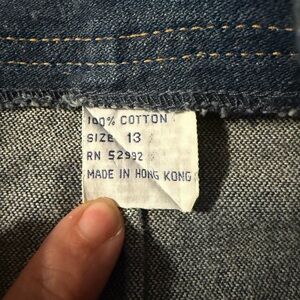 100% COTTON
SIZE 13
RN 52992
MADE IN HONG KONG